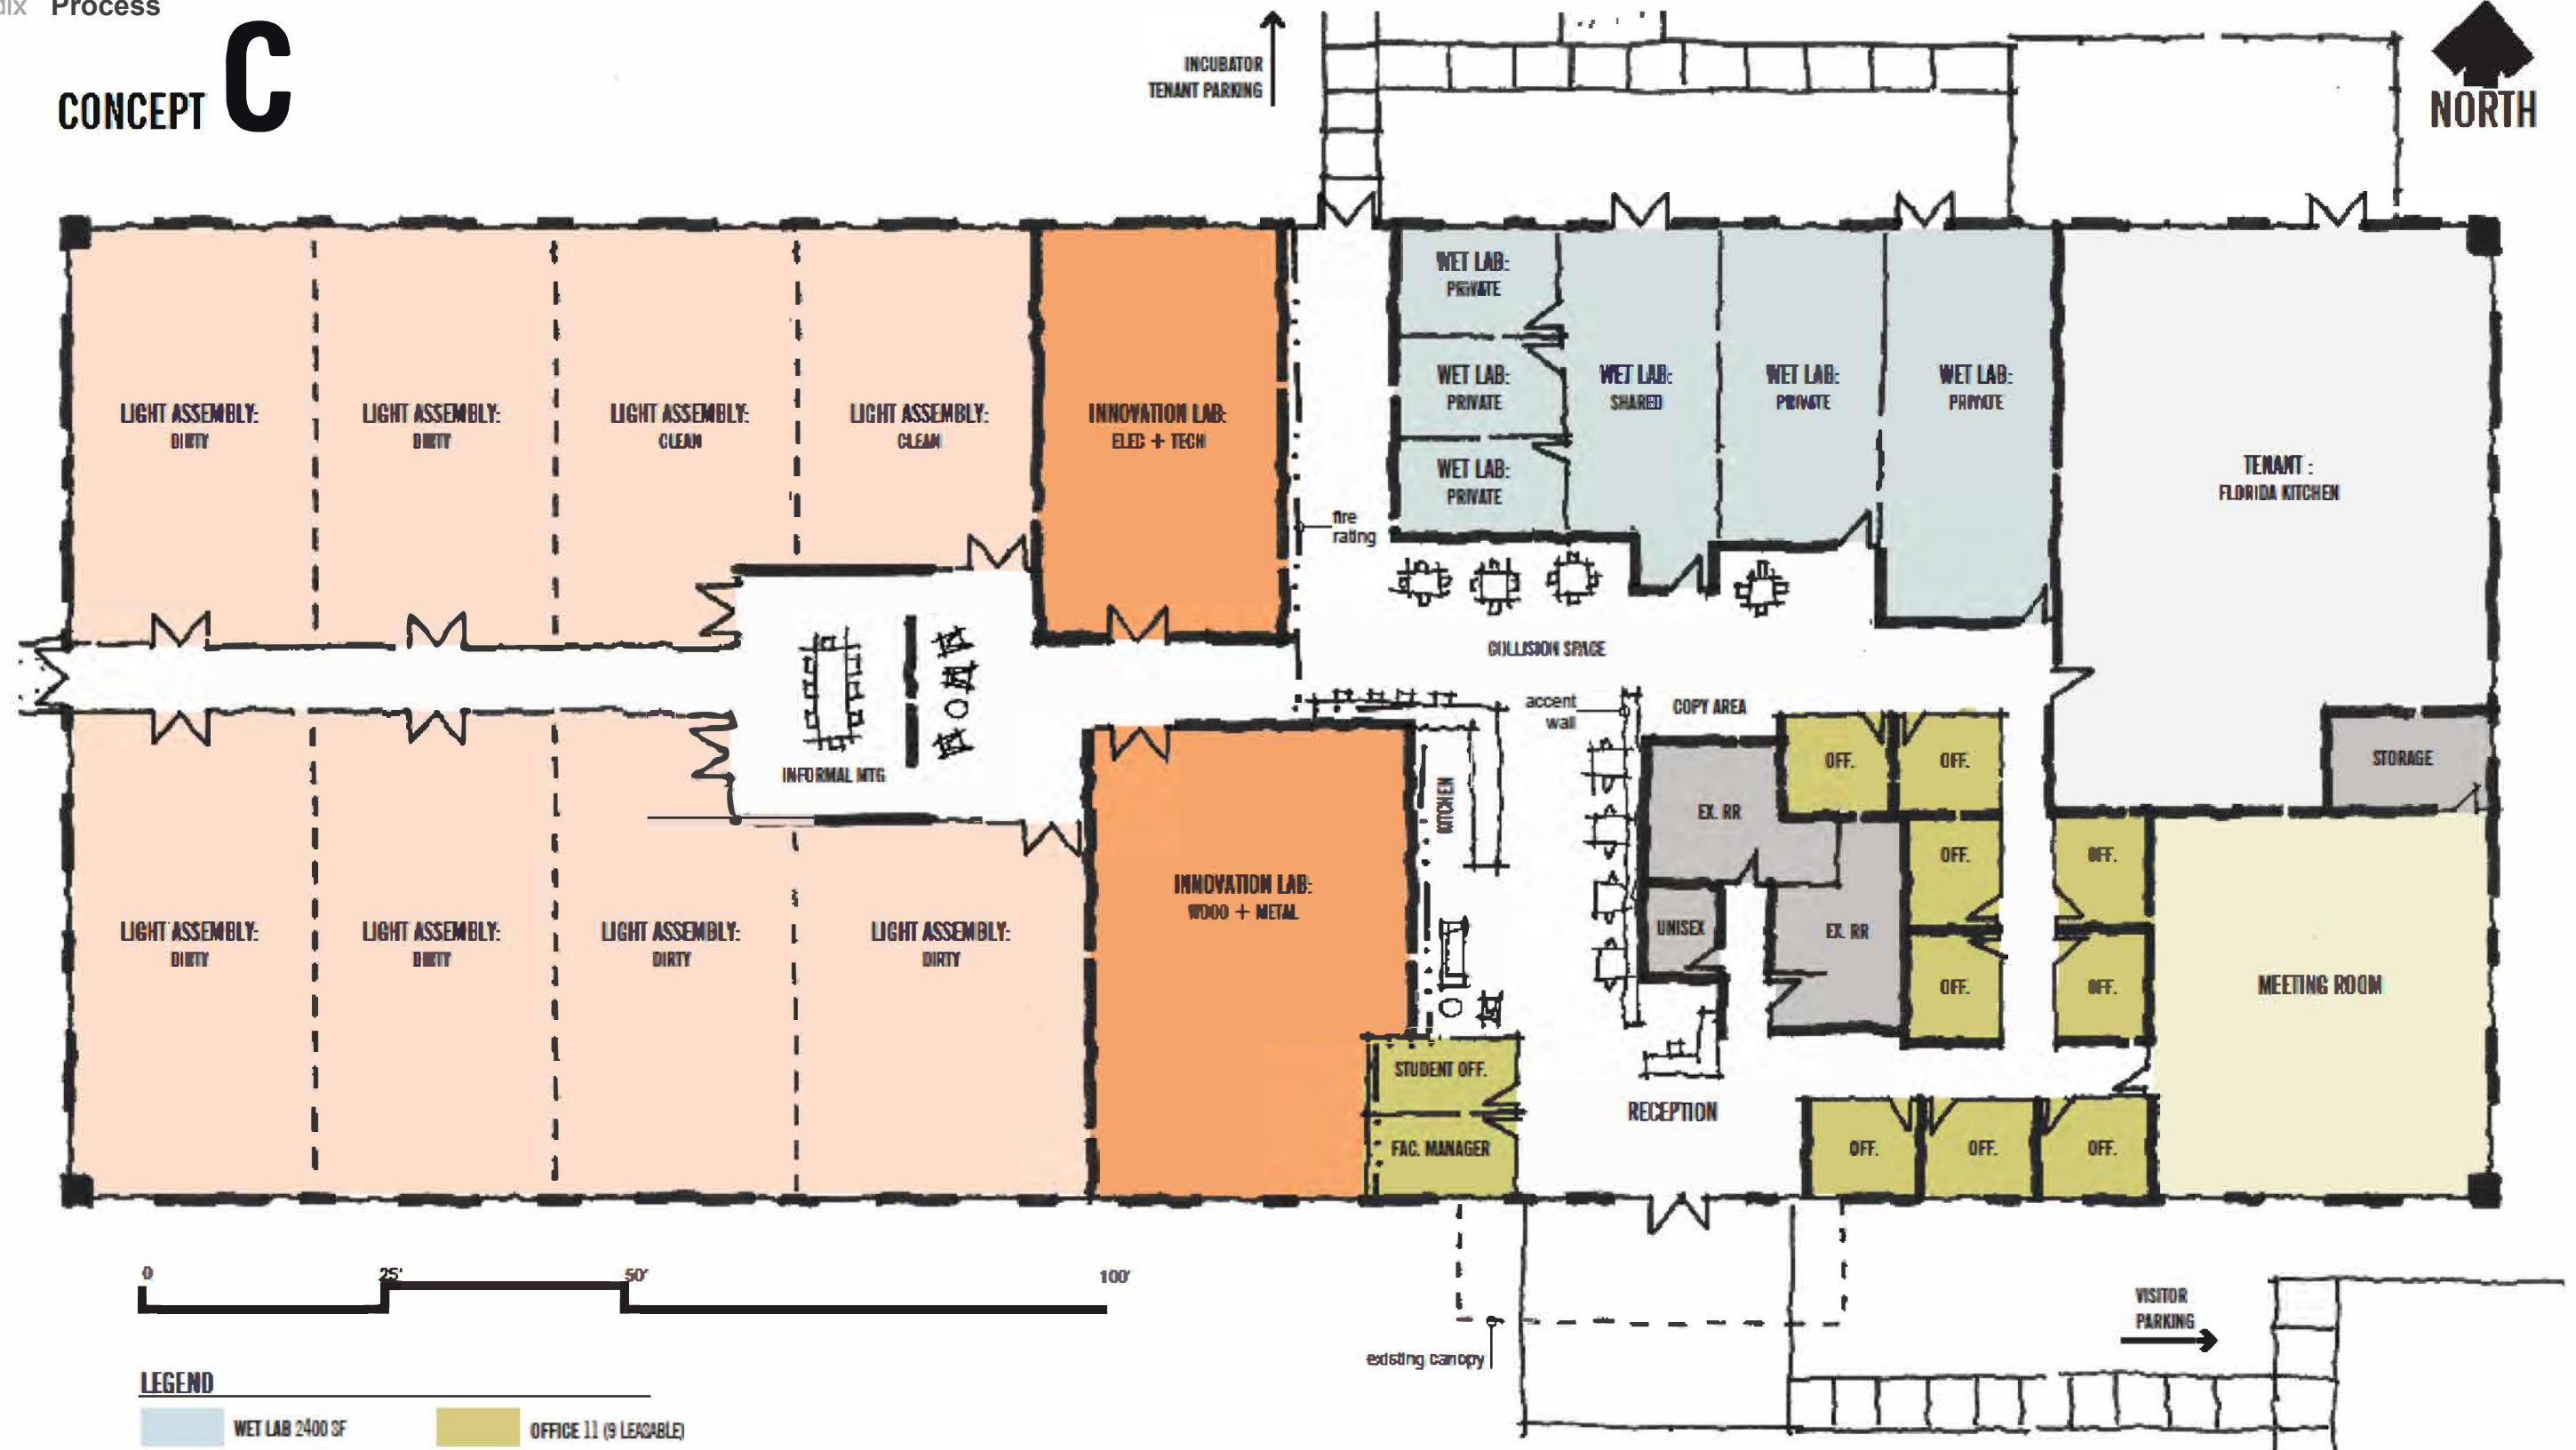 Process
CONCEPT C
INCUBATOR
TENANT PARKING
NORTH
LIGHT ASSEMBLY:
DIRTY
LIGHT ASSEMBLY:
DIRTY
LIGHT ASSEMBLY:
CLEAN
LIGHT ASSEMBLY:
CLEAN
INNOVATION LAB:
ELEC + TECH
fire
rating
WET LAB:
PRIVATE
WET LAB:
PRIVATE
WET LAB:
PRIVATE
WET LAB:
SHARED
WET LAB:
PRIVATE
WET LAB:
PRIVATE
TENANT :
FLORIDA KITCHEN
COLLISION SPACE
INFORMAL MTG
accent
wall
COPY AREA
KITCHEN
EX. RR
UNISEX
EX. RR
OFF.
OFF.
OFF.
OFF.
OFF.
OFF.
STORAGE
LIGHT ASSEMBLY:
DIRTY
LIGHT ASSEMBLY:
DIRTY
LIGHT ASSEMBLY:
DIRTY
LIGHT ASSEMBLY:
DIRTY
INNOVATION LAB:
WOOD + METAL
MEETING ROOM
STUDENT OFF.
FAC. MANAGER
RECEPTION
OFF.
OFF.
OFF.
0
25'
50'
100'
existing canopy
VISITOR
PARKING
LEGEND
WET LAB 2400 SF
OFFICE 11 (9 LEASABLE)